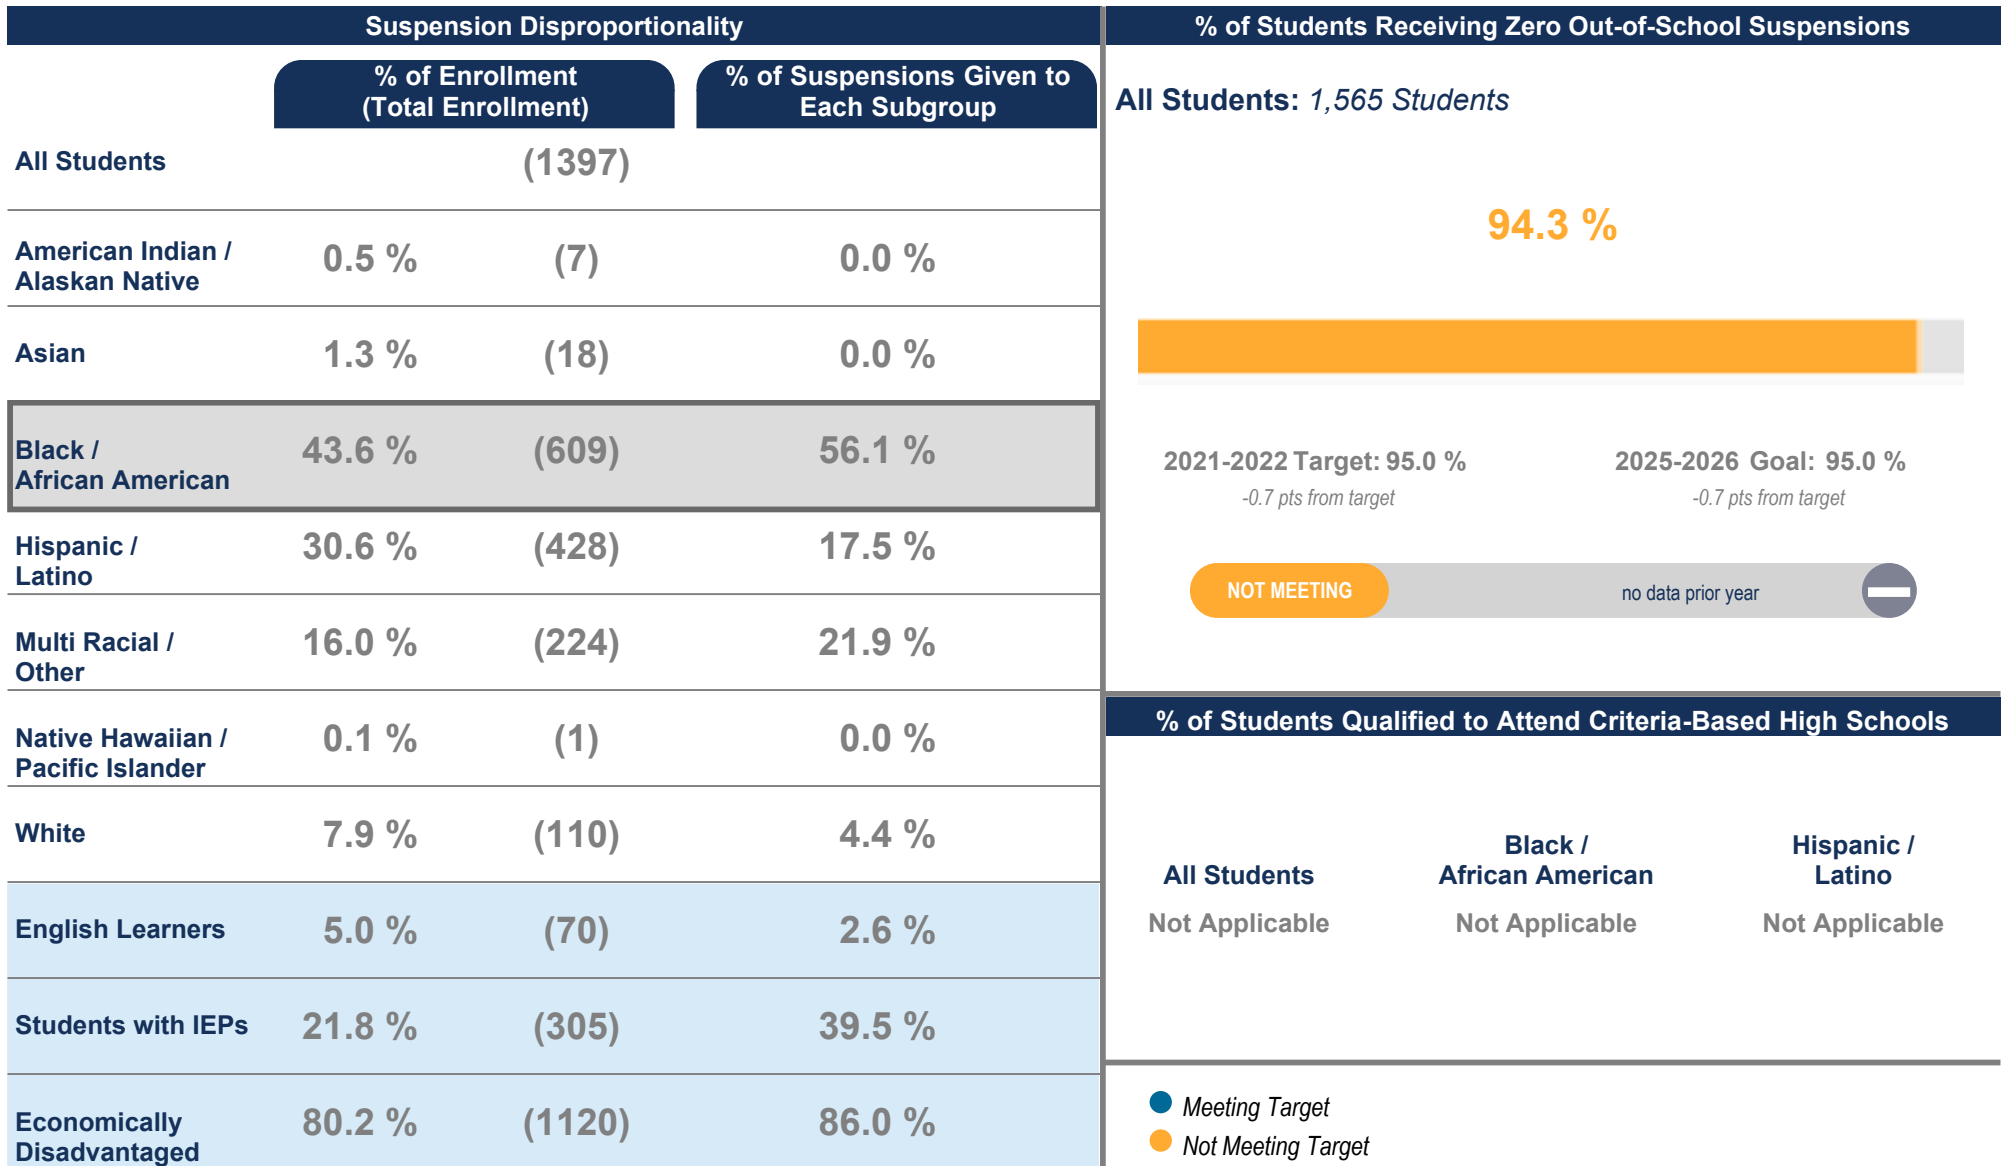 Suspension Disproportionality
% of Enrollment
(Total Enrollment)
% of Suspensions Given to
Each Subgroup
All Students (1397)
American Indian /
Alaskan Native
0.5 % (7) 0.0 %
Asian 1.3 % (18) 0.0 %
Black /
African American
43.6 % (609) 56.1 %
Hispanic /
Latino
30.6 % (428) 17.5 %
Multi Racial /
Other
16.0 % (224) 21.9 %
Native Hawaiian /
Pacific Islander
0.1 % (1) 0.0 %
White 7.9 % (110) 4.4 %
English Learners 5.0 % (70) 2.6 %
Students with IEPs 21.8 % (305) 39.5 %
Economically
Disadvantaged
80.2 % (1120) 86.0 %
% of Students Receiving Zero Out-of-School Suspensions
All Students: 1,565 Students
94.3 %
2021-2022 Target: 95.0 %
-0.7 pts from target
2025-2026 Goal: 95.0 %
-0.7 pts from target
NOT MEETING
no data prior year
% of Students Qualified to Attend Criteria-Based High Schools
All Students
Not Applicable
Black /
African American
Not Applicable
Hispanic /
Latino
Not Applicable
Meeting Target
Not Meeting Target